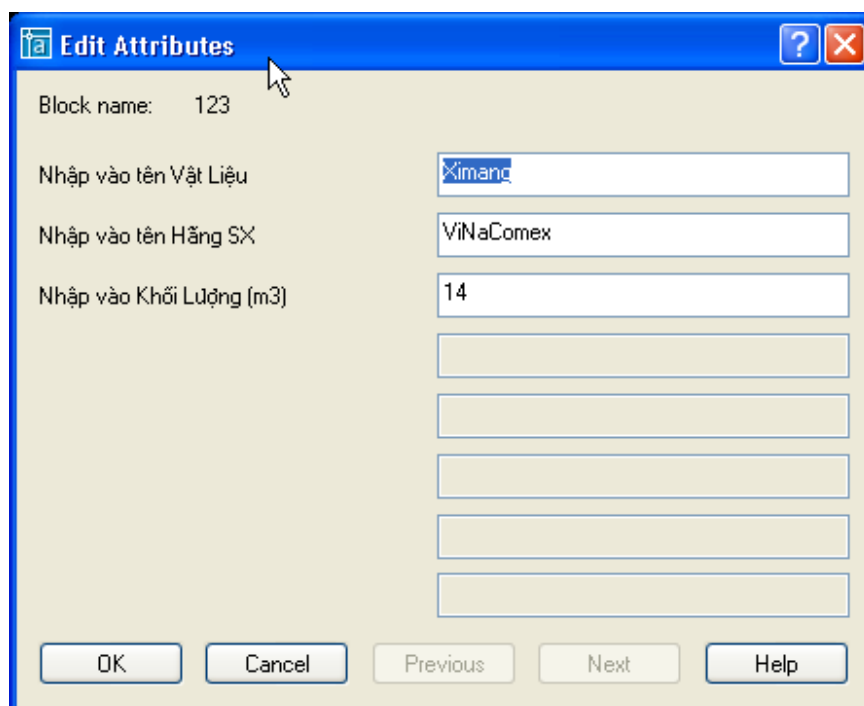 Edit Attributes
Block name: 123
Nhập vào tên Vật Liệu Ximang
Nhập vào tên Hãng SX ViNaComex
Nhập vào Khối Lượng (m3) 14
OK Cancel Previous Next Help